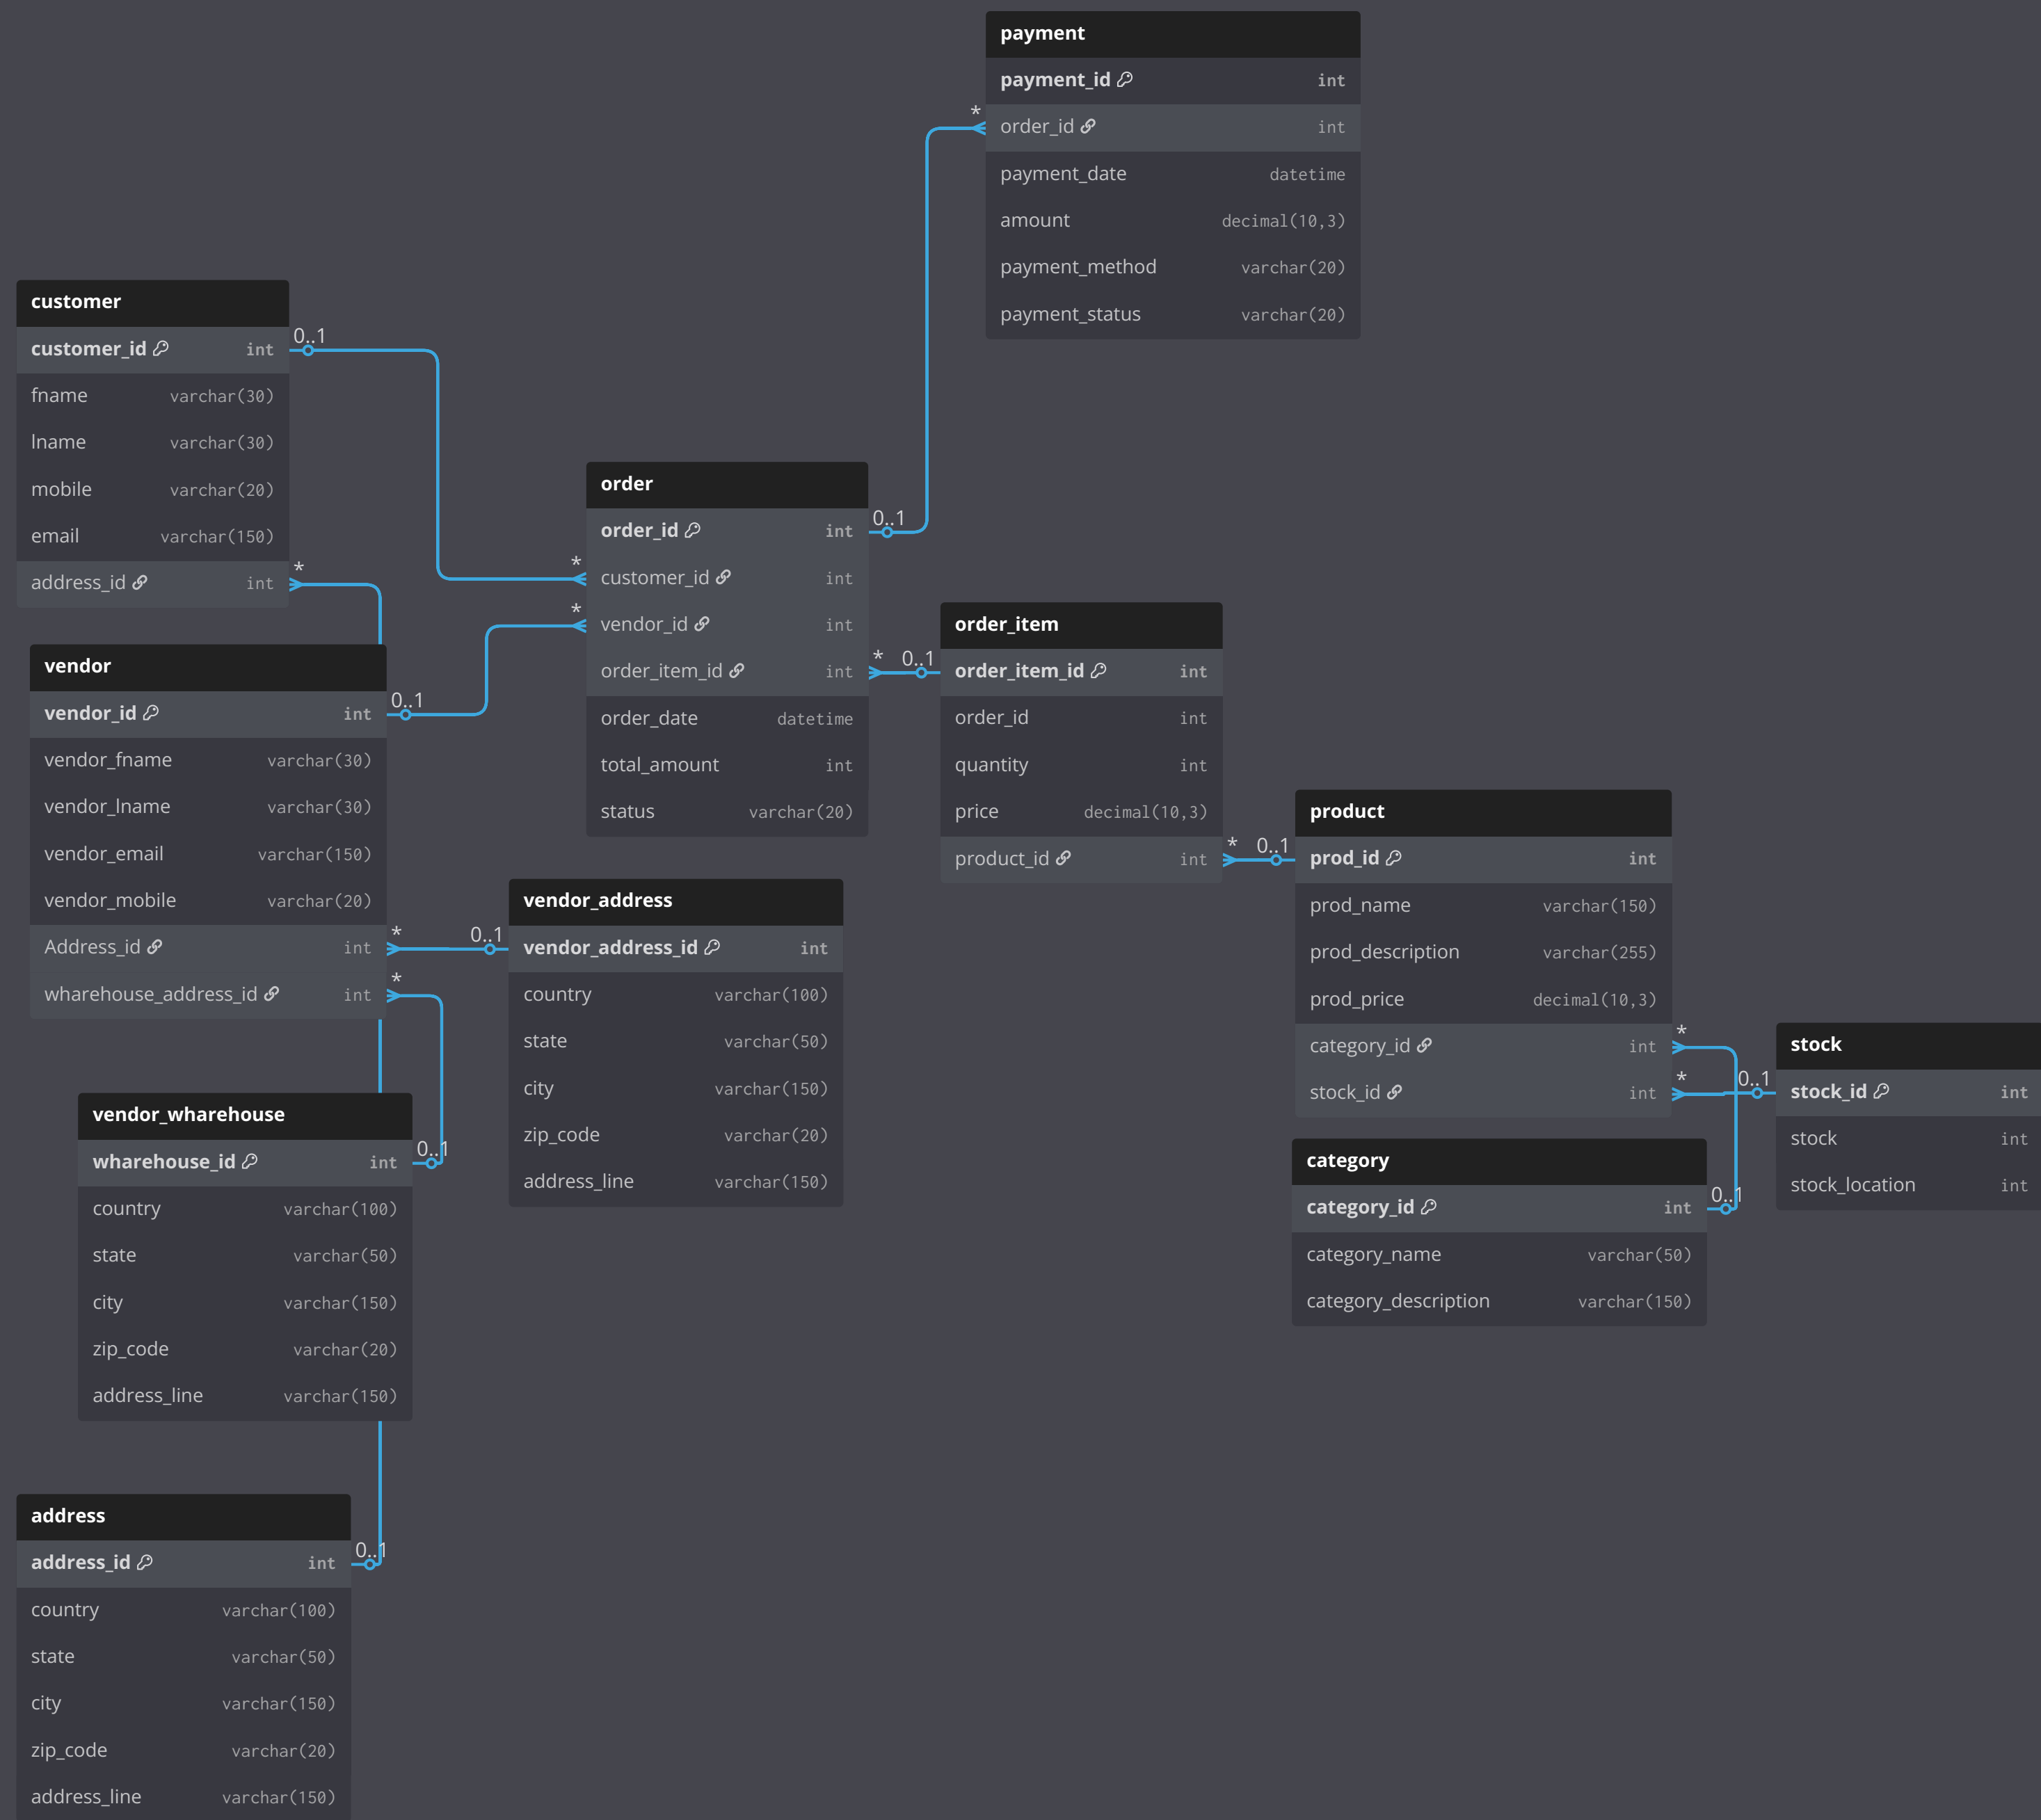 payment
payment_id int
order_id int
payment_date datetime
amount decimal(10,3)
payment_method varchar(20)
payment_status varchar(20)
customer
customer_id int
fname varchar(30)
lname varchar(30)
mobile varchar(20)
email varchar(150)
address_id int
0..1
*
*
0..1
order
order_id int
customer_id int
vendor_id int
order_item_id int
order_date datetime
total_amount int
status varchar(20)
*
*
* 0..1
vendor
vendor_id int
vendor_fname varchar(30)
vendor_lname varchar(30)
vendor_email varchar(150)
vendor_mobile varchar(20)
Address_id int
wharehouse_address_id int
0..1
* 0..1
*
order_item
order_item_id int
order_id int
quantity int
price decimal(10,3)
product_id int
* 0..1
product
prod_id int
prod_name varchar(150)
prod_description varchar(255)
prod_price decimal(10,3)
category_id int
stock_id int
*
* 0..1
stock
stock_id int
stock int
stock_location int
vendor_address
vendor_address_id int
country varchar(100)
state varchar(50)
city varchar(150)
zip_code varchar(20)
address_line varchar(150)
vendor_wharehouse
wharehouse_id int
country varchar(100)
state varchar(50)
city varchar(150)
zip_code varchar(20)
address_line varchar(150)
0..1
category
category_id int
category_name varchar(50)
category_description varchar(150)
0..1
address
address_id int
country varchar(100)
state varchar(50)
city varchar(150)
zip_code varchar(20)
address_line varchar(150)
0..1